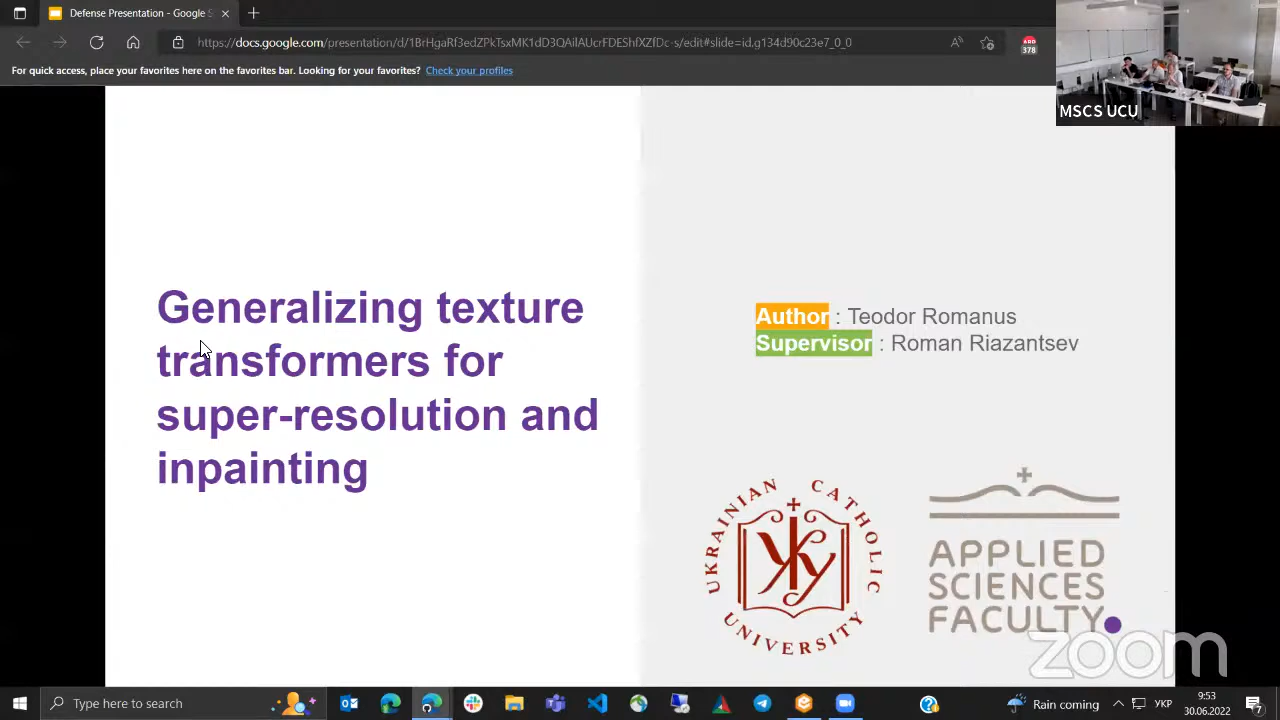 Defense Presentation - Google S
https://docs.google.com/presentation/d/1BrHgaRf3edZPkTsxMK1dD3QAilAUcrFDEShfXZfDc-s/edit#slide=id.g134d90c23e7_0_0
378
For quick access, place your favorites here on the favorites bar. Looking for your favorites? Check your profiles
MSCS UCU
Generalizing texture
transformers for
super-resolution and
inpainting
Author : Teodor Romanus
Supervisor : Roman Riazantsev
UKRAINIAN CATHOLIC
UNIVERSITY
APPLIED
SCIENCES
FACULTY
zoom
Type here to search
Rain coming
УКР
9:53
30.06.2022
7